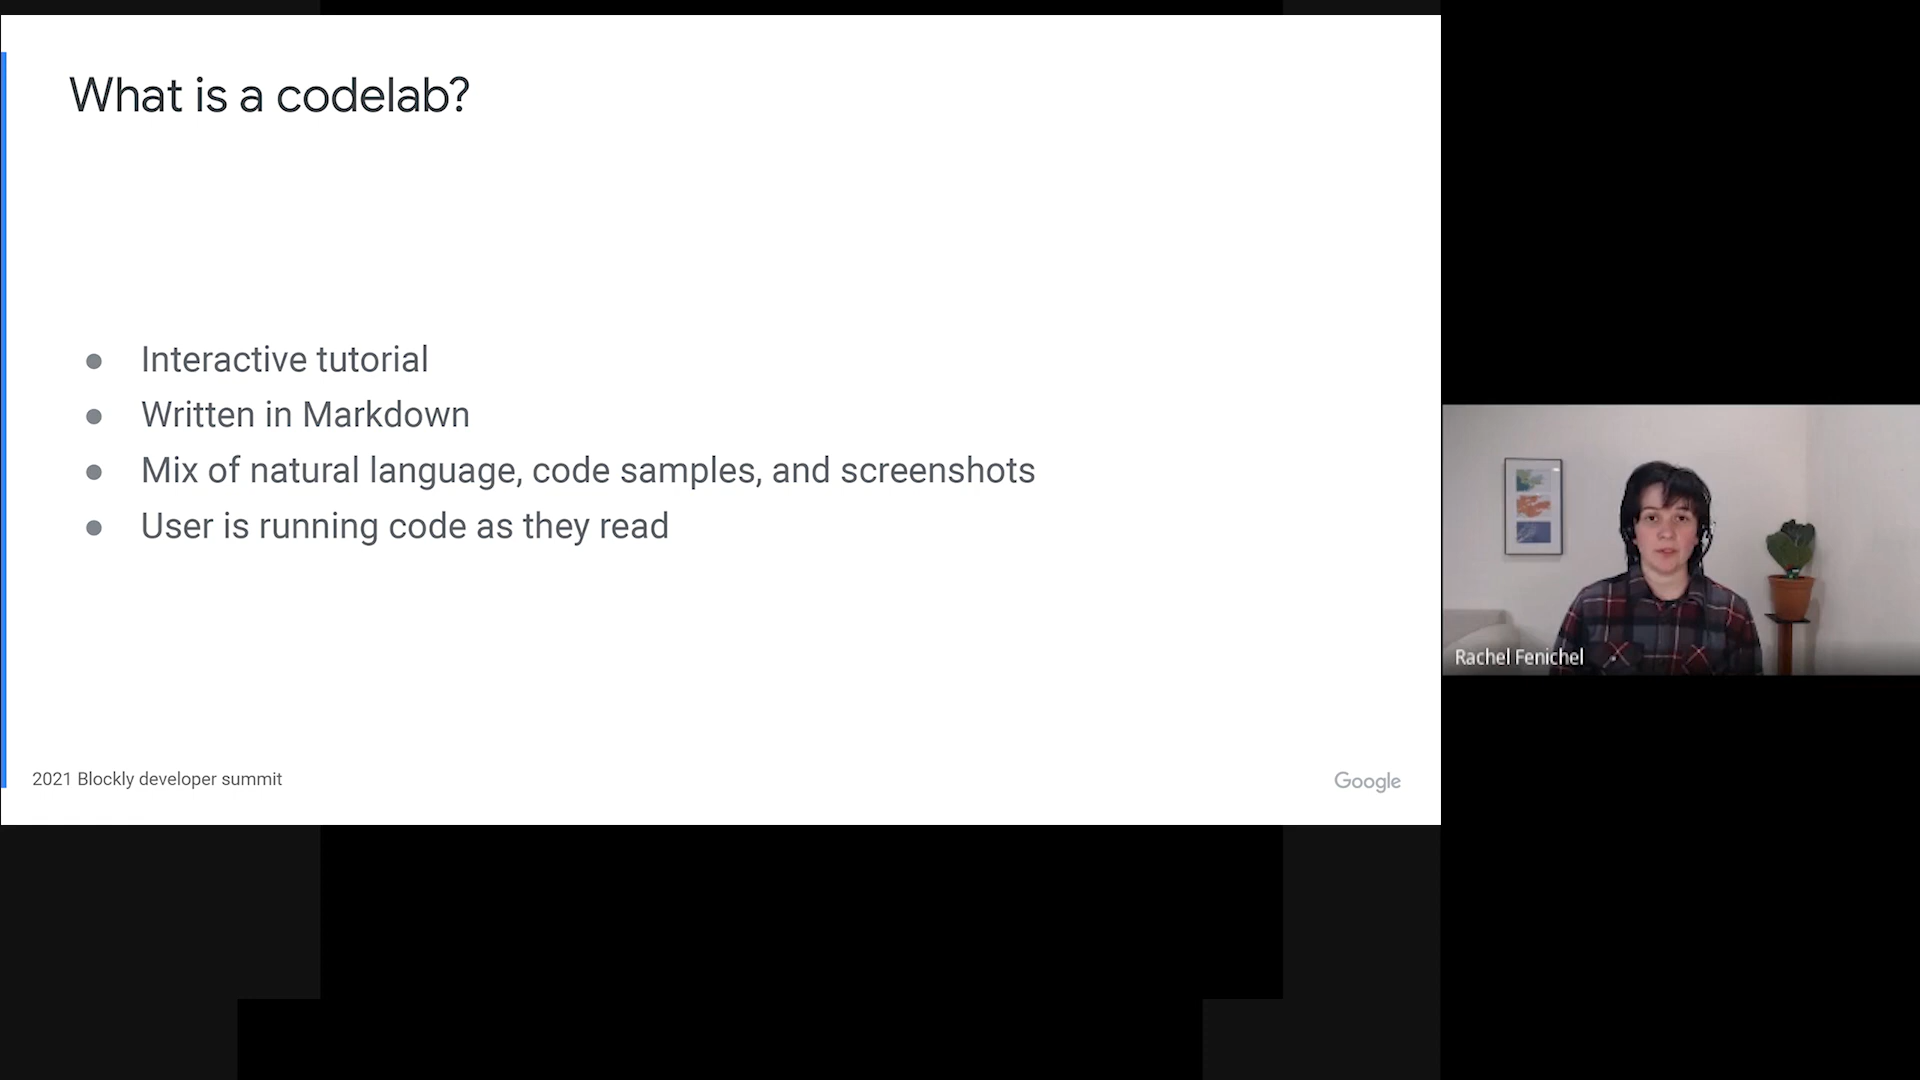 What is a codelab?
● Interactive tutorial
● Written in Markdown
● Mix of natural language, code samples, and screenshots
● User is running code as they read
Rachel Fenichel
2021 Blockly developer summit
Google